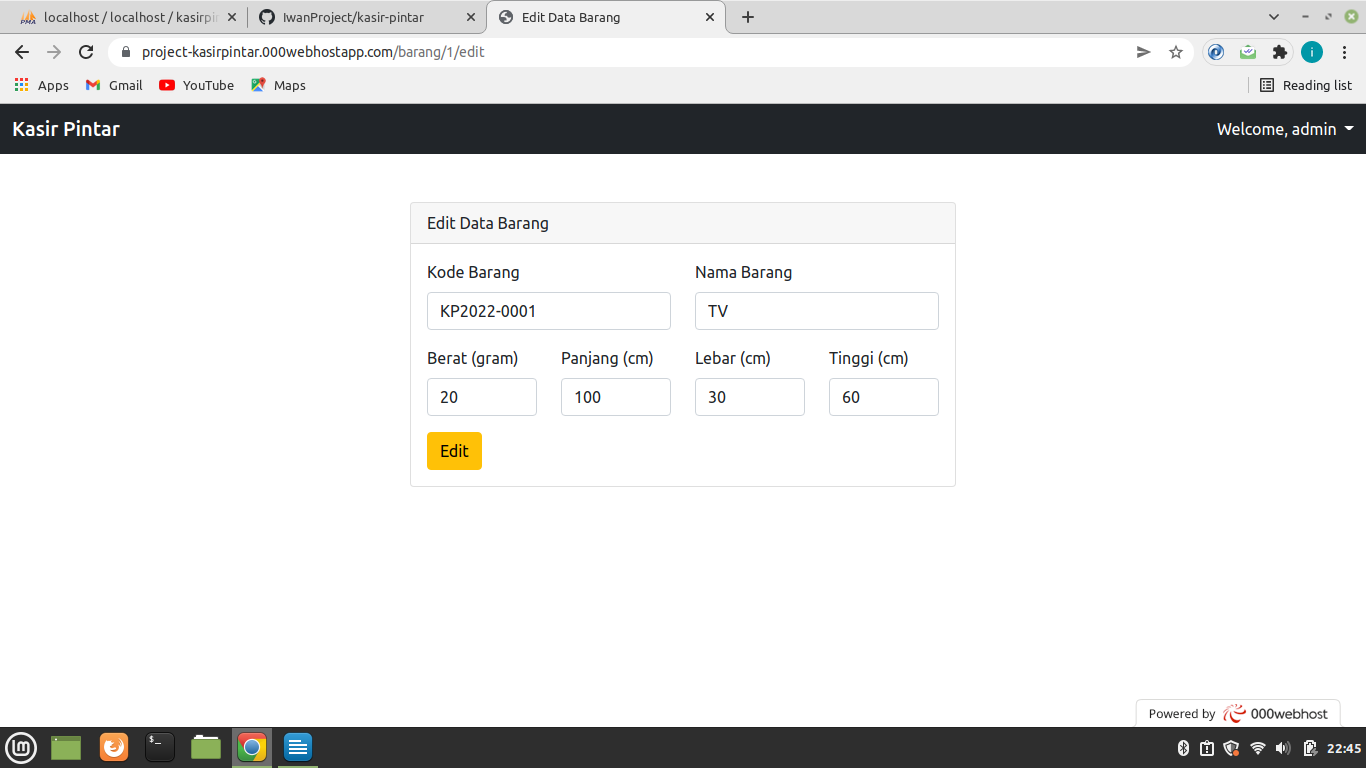 localhost / localhost / kasirpin
IwanProject/kasir-pintar
Edit Data Barang
project-kasirpintar.000webhostapp.com/barang/1/edit
i
Apps
Gmail
YouTube
Maps
Reading list
Kasir Pintar
Welcome, admin
Edit Data Barang
Kode Barang
Nama Barang
KP2022-0001
TV
Berat (gram)
Panjang (cm)
Lebar (cm)
Tinggi (cm)
20
100
30
60
Edit
Powered by 000webhost
22:45